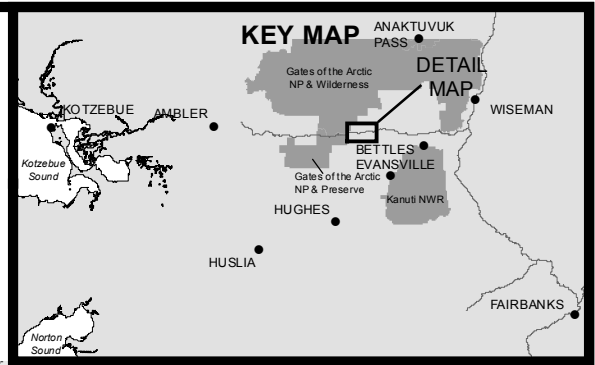 KEY MAP
ANAKTUVUK
PASS
Gates of the Arctic
NP & Wilderness
DETAIL
MAP
KOTZEBUE
AMBLER
WISEMAN
Kotzebue
Sound
BETTLES
EVANSVILLE
Gates of the Arctic
NP & Preserve
Kanuti NWR
HUGHES
HUSLIA
FAIRBANKS
Norton
Sound